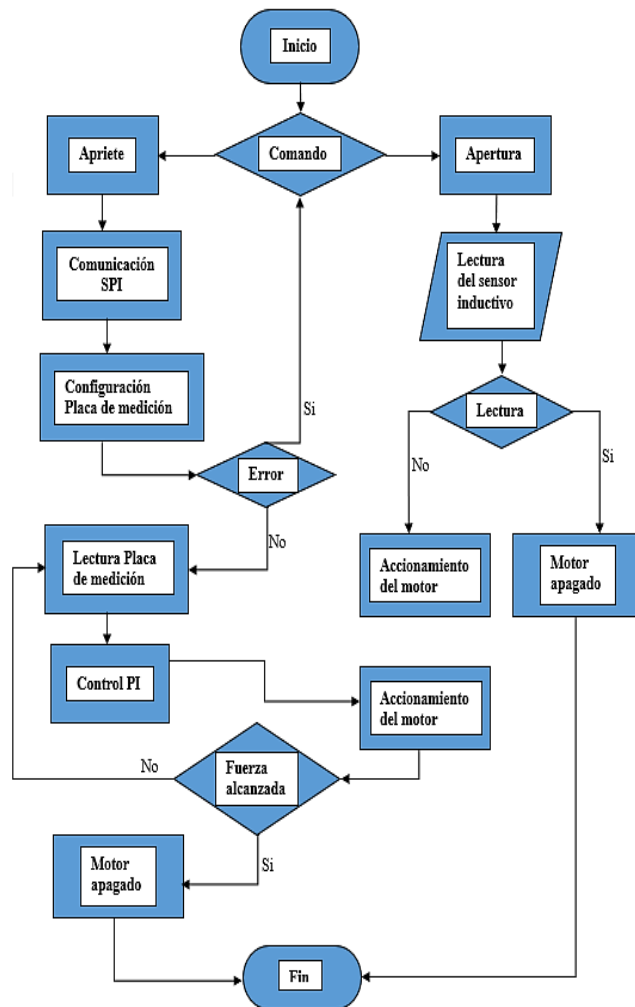 Inicio
Apriete
Comando
Apertura
Comunicación
SPI
Lectura
del sensor
inductivo
Configuración
Placa de medición
Si
Lectura
Error
No
Si
No
Lectura Placa
de medición
Accionamiento
del motor
Motor
apagado
Control PI
Accionamiento
del motor
No
Fuerza
alcanzada
Si
Motor
apagado
Fin